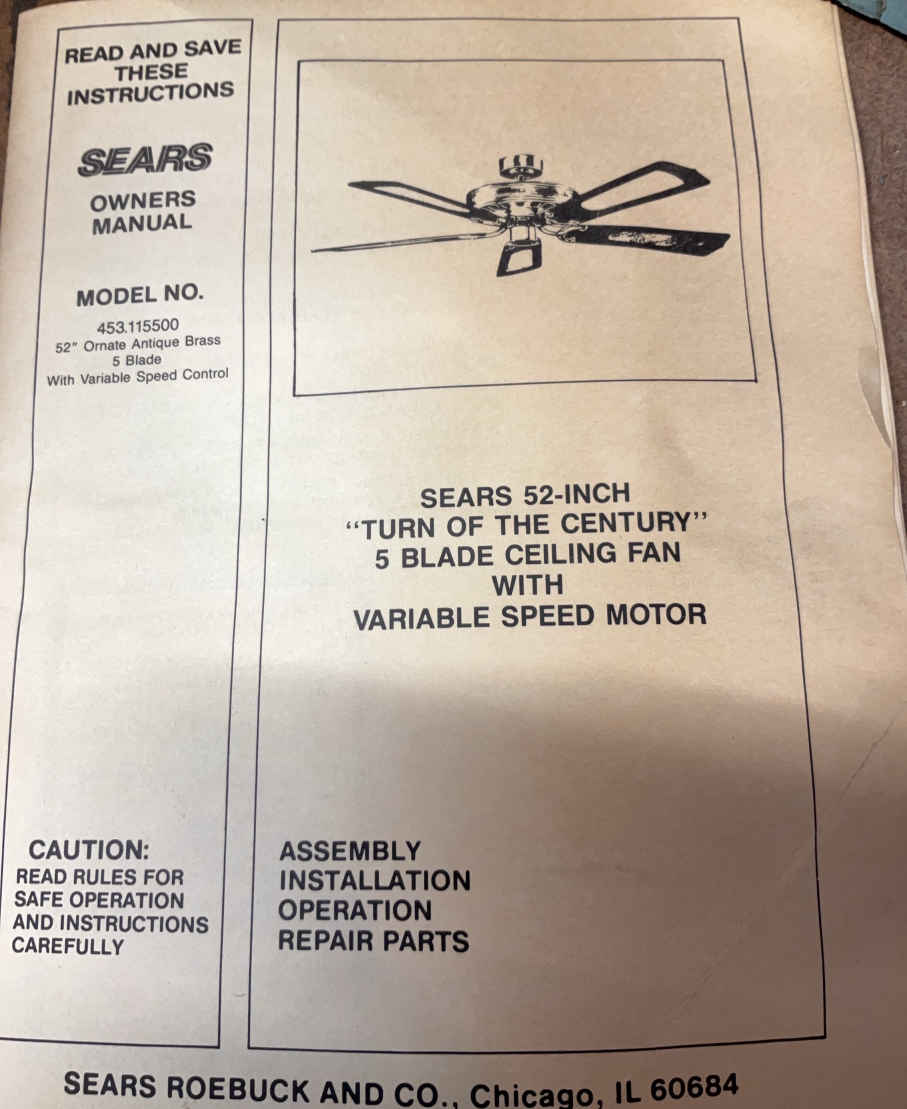 READ AND SAVE
THESE
INSTRUCTIONS
SEARS
OWNERS
MANUAL
MODEL NO.
453.115500
52" Ornate Antique Brass
5 Blade
With Variable Speed Control
CAUTION:
READ RULES FOR
SAFE OPERATION
AND INSTRUCTIONS
CAREFULLY
SEARS 52-INCH
“TURN OF THE CENTURY”
5 BLADE CEILING FAN
WITH
VARIABLE SPEED MOTOR
ASSEMBLY
INSTALLATION
OPERATION
REPAIR PARTS
SEARS ROEBUCK AND CO., Chicago, IL 60684